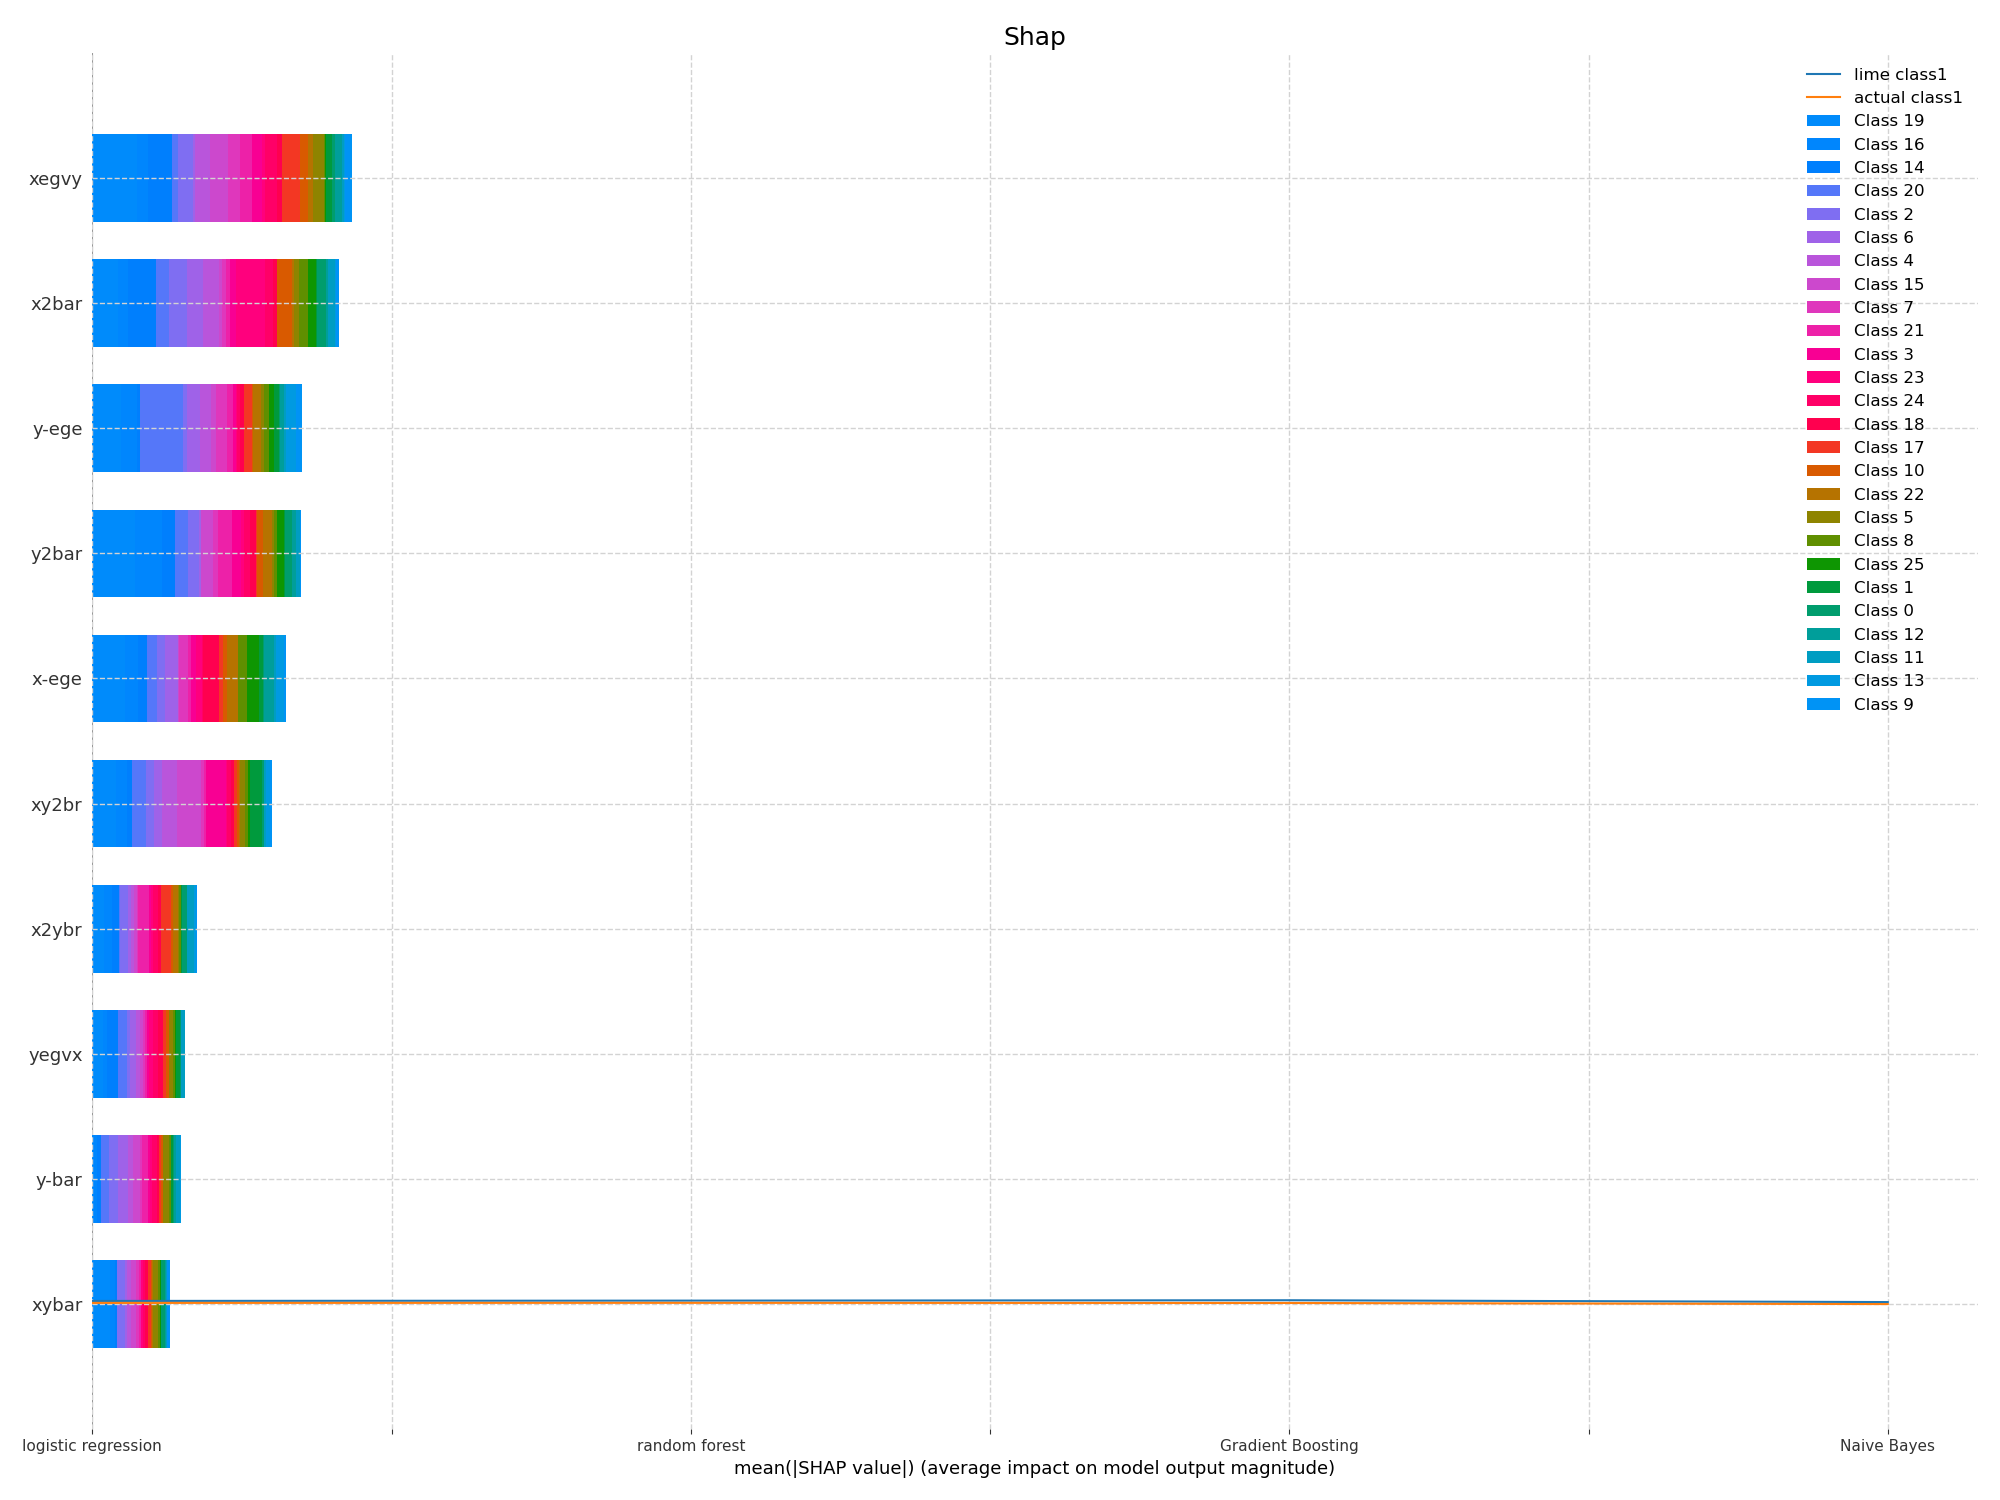 Shap
lime class1
actual class1
Class 19
Class 16
Class 14
Class 20
Class 2
Class 6
Class 4
Class 15
Class 7
Class 21
Class 3
Class 23
Class 24
Class 18
Class 17
Class 10
Class 22
Class 5
Class 8
Class 25
Class 1
Class 0
Class 12
Class 11
Class 13
Class 9
xegvy
x2bar
y-ege
y2bar
x-ege
xy2br
x2ybr
yegvx
y-bar
xybar
logistic regression
random forest
Gradient Boosting
Naive Bayes
mean(|SHAP value|) (average impact on model output magnitude)